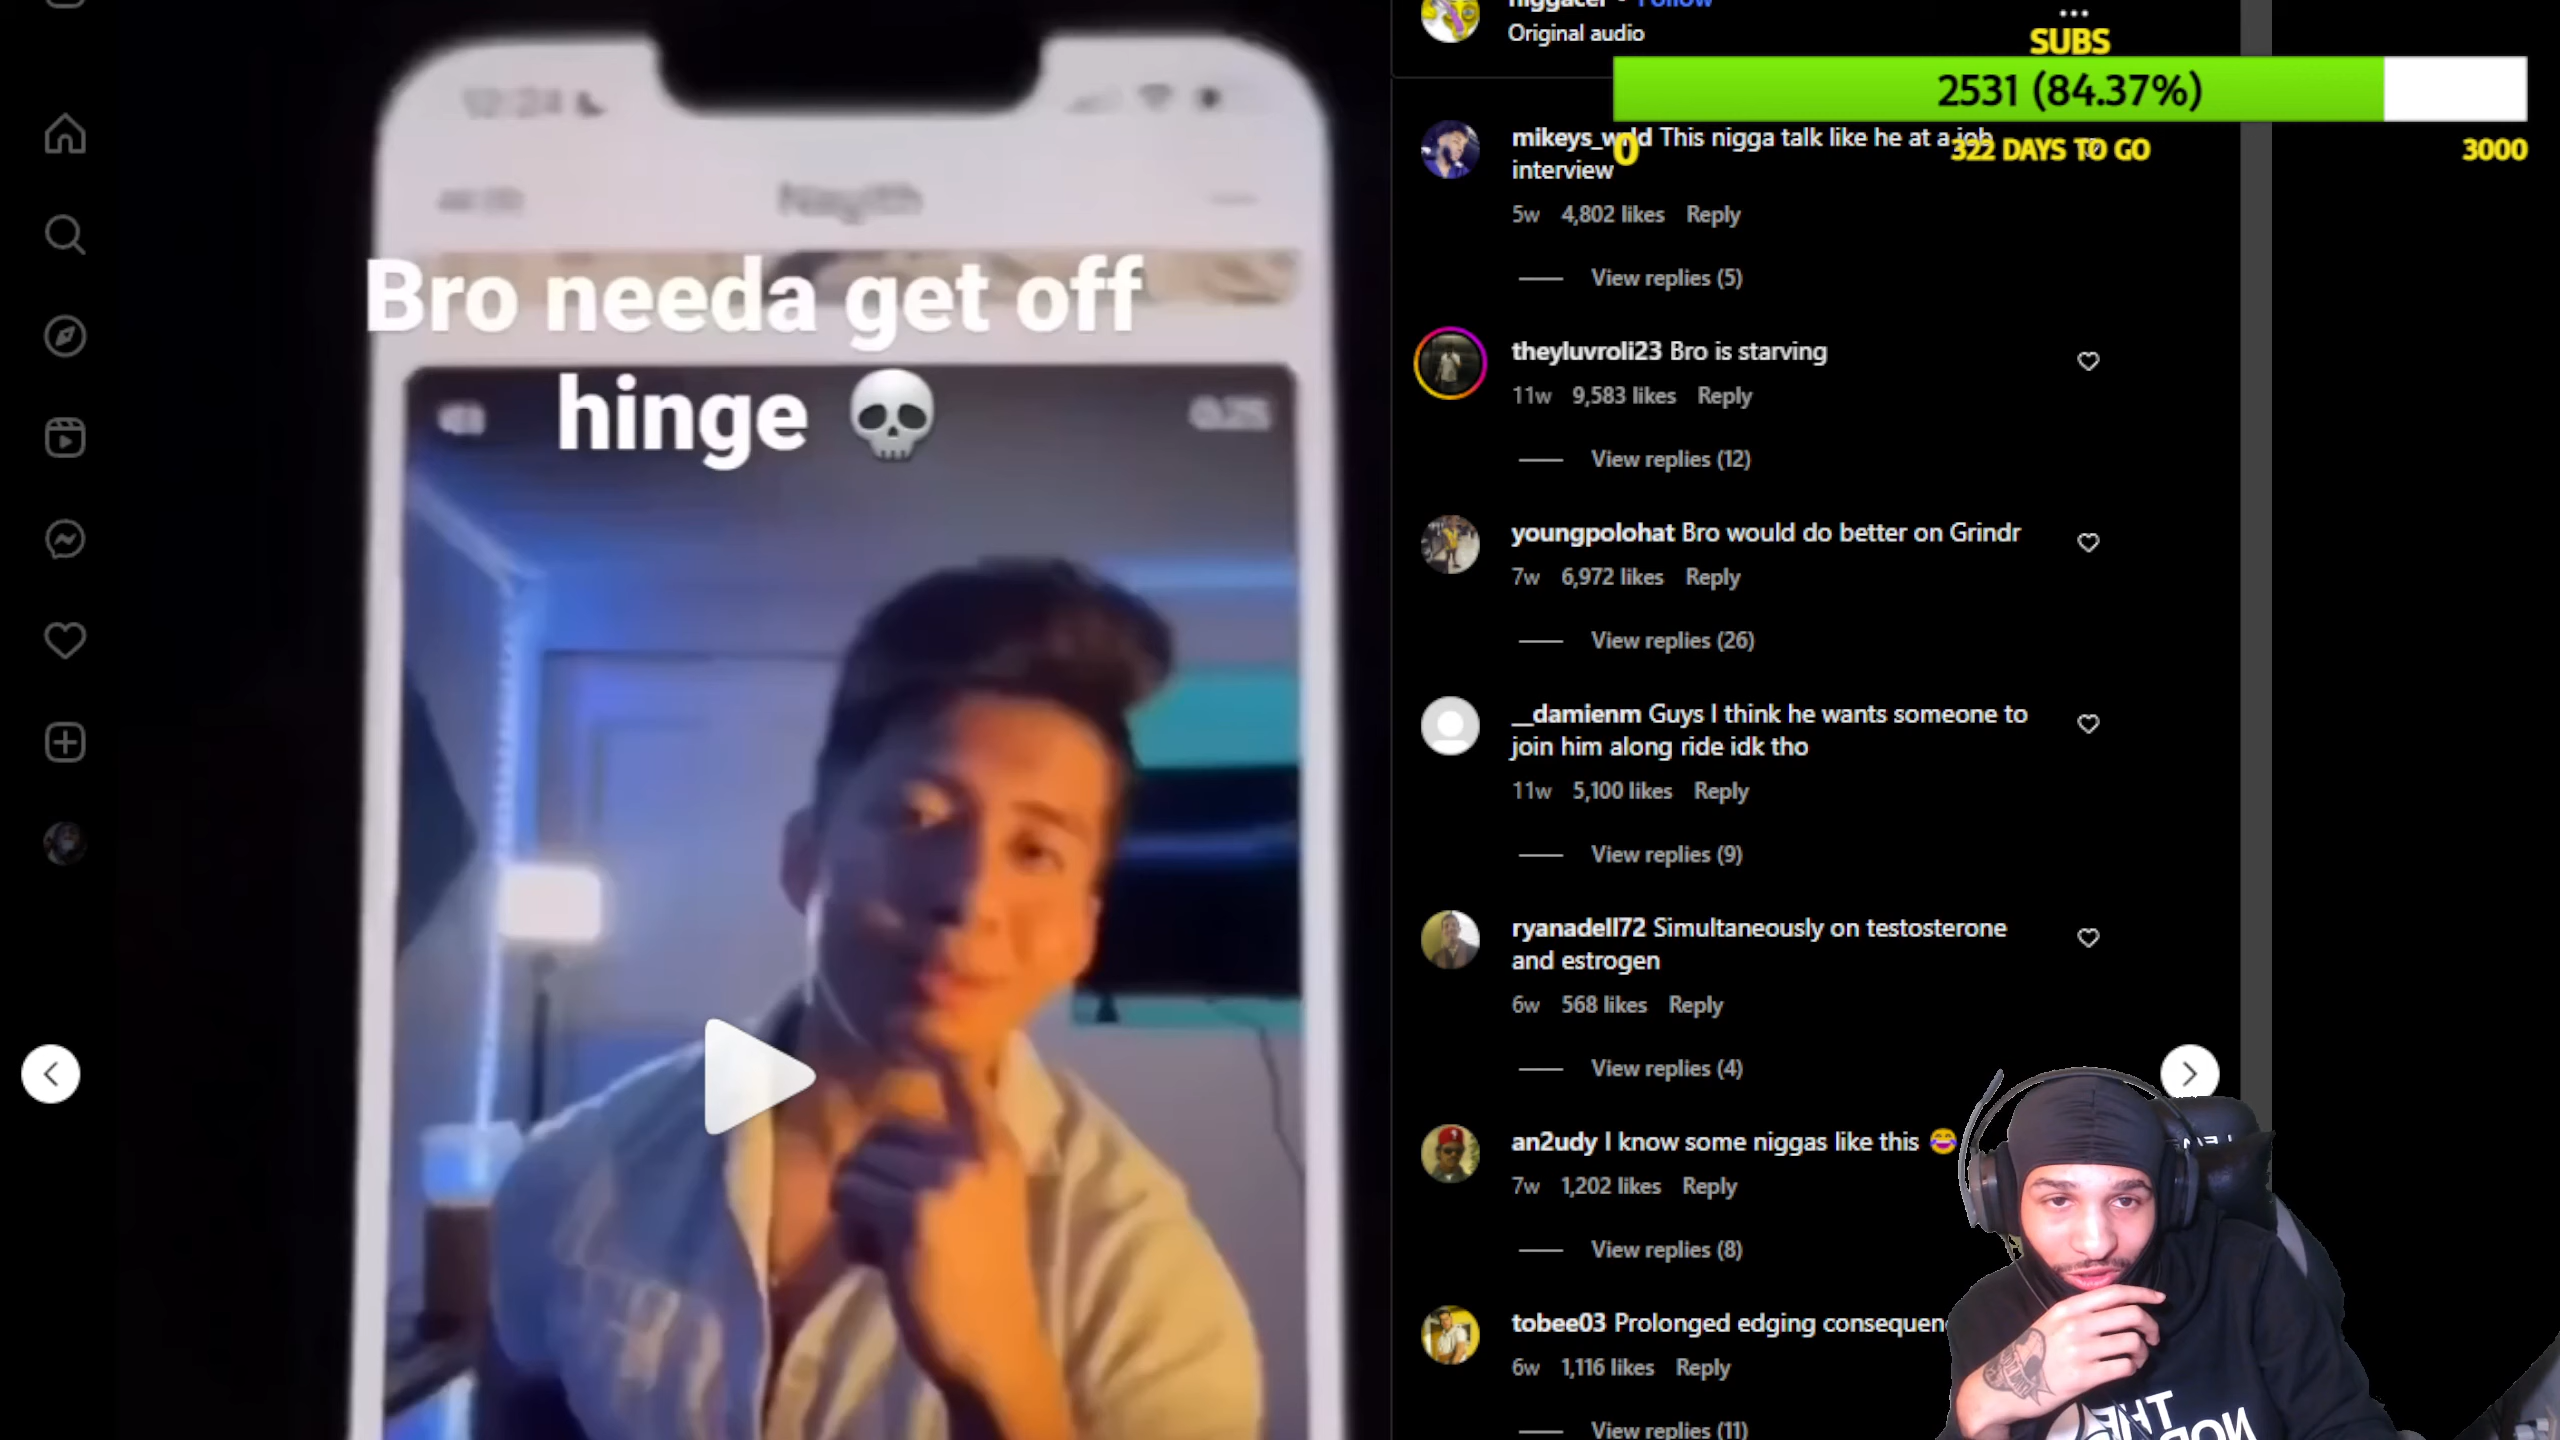 Bro needa get off
hinge 💀
Follow
Original audio
SUBS
2531 (84.37%)
0
322 DAYS TO GO
3000
This nigga talk like he at a job
interview
5w 4,802 likes Reply
View replies (5)
theyluvroli23 Bro is starving
11w 9,583 likes Reply
View replies (12)
youngpolohat Bro would do better on Grindr
7w 6,972 likes Reply
View replies (26)
__damienm Guys I think he wants someone to
join him along ride idk tho
11w 5,100 likes Reply
View replies (9)
ryanadell72 Simultaneously on testosterone
and estrogen
6w 568 likes Reply
View replies (4)
an2udy I know some niggas like this 😂
7w 1,202 likes Reply
View replies (8)
tobee03 Prolonged edging
6w 1,116 likes Reply
View replies (11)
THE